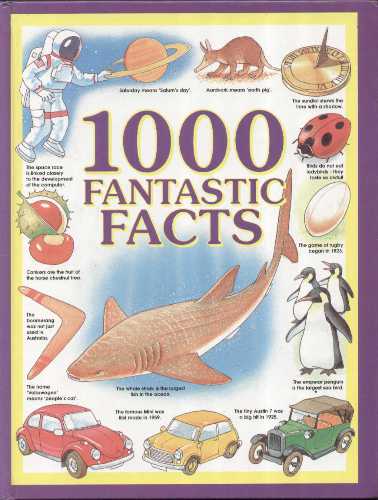 Saturday means 'Saturn's day'.
Aardvark means 'earth pig'.
The sundial shows the
time with a shadow.
1000
FANTASTIC
FACTS
The space race
is linked closely
to the development
of the computer.
Birds do not eat
ladybirds - they
taste so awful!
The game of rugby
began in 1823.
Conkers are the fruit of
the horse chestnut tree.
The
boomerang
was not just
used in
Australia.
The emperor penguin
is the largest sea bird.
The name
'Volkswagen'
means 'people's car'.
The whale shark is the largest
fish in the ocean.
The famous Mini was
first made in 1959.
The tiny Austin 7 was
a big hit in 1925.